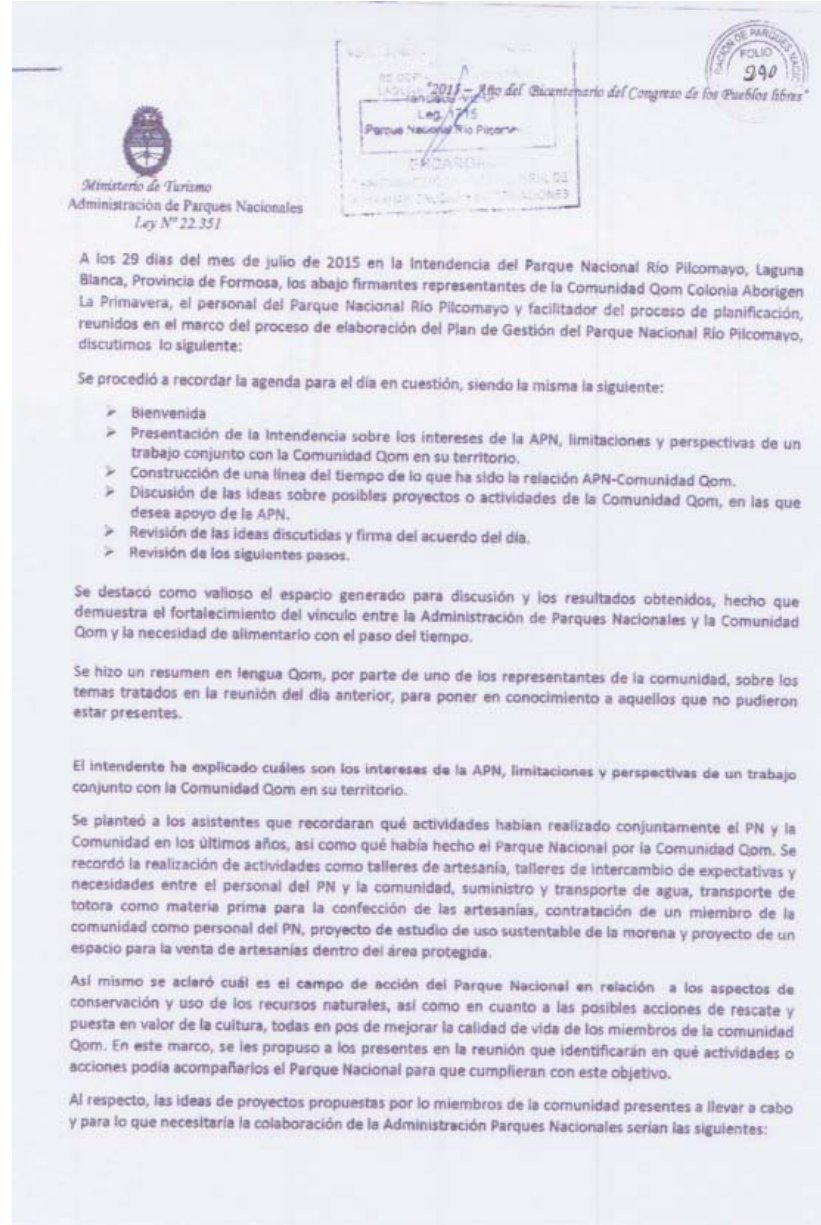 ACION DE PARQUES NACIO
FOLIO
290
"2015 – Año del Bicentenario del Congreso de los Pueblos libres"
Leg. 1715
Parque Nacional Río Pilcomayo
Ministerio de Turismo
Administración de Parques Nacionales
Ley Nº 22.351
A los 29 días del mes de julio de 2015 en la Intendencia del Parque Nacional Río Pilcomayo, Laguna
Blanca, Provincia de Formosa, los abajo firmantes representantes de la Comunidad Qom Colonia Aborigen
La Primavera, el personal del Parque Nacional Río Pilcomayo y facilitador del proceso de planificación,
reunidos en el marco del proceso de elaboración del Plan de Gestión del Parque Nacional Río Pilcomayo,
discutimos lo siguiente:
Se procedió a recordar la agenda para el día en cuestión, siendo la misma la siguiente:
➢ Bienvenida
➢ Presentación de la Intendencia sobre los intereses de la APN, limitaciones y perspectivas de un
trabajo conjunto con la Comunidad Qom en su territorio.
➢ Construcción de una línea del tiempo de lo que ha sido la relación APN-Comunidad Qom.
➢ Discusión de las ideas sobre posibles proyectos o actividades de la Comunidad Qom, en las que
desea apoyo de la APN.
➢ Revisión de las ideas discutidas y firma del acuerdo del día.
➢ Revisión de los siguientes pasos.
Se destacó como valioso el espacio generado para discusión y los resultados obtenidos, hecho que
demuestra el fortalecimiento del vínculo entre la Administración de Parques Nacionales y la Comunidad
Qom y la necesidad de alimentarlo con el paso del tiempo.
Se hizo un resumen en lengua Qom, por parte de uno de los representantes de la comunidad, sobre los
temas tratados en la reunión del día anterior, para poner en conocimiento a aquellos que no pudieron
estar presentes.
El intendente ha explicado cuáles son los intereses de la APN, limitaciones y perspectivas de un trabajo
conjunto con la Comunidad Qom en su territorio.
Se planteó a los asistentes que recordaran qué actividades habían realizado conjuntamente el PN y la
Comunidad en los últimos años, así como qué había hecho el Parque Nacional por la Comunidad Qom. Se
recordó la realización de actividades como talleres de artesanía, talleres de intercambio de expectativas y
necesidades entre el personal del PN y la comunidad, suministro y transporte de agua, transporte de
totora como materia prima para la confección de las artesanías, contratación de un miembro de la
comunidad como personal del PN, proyecto de estudio de uso sustentable de la morena y proyecto de un
espacio para la venta de artesanías dentro del área protegida.
Así mismo se aclaró cuál es el campo de acción del Parque Nacional en relación a los aspectos de
conservación y uso de los recursos naturales, así como en cuanto a las posibles acciones de rescate y
puesta en valor de la cultura, todas en pos de mejorar la calidad de vida de los miembros de la comunidad
Qom. En este marco, se les propuso a los presentes en la reunión que identificarán en qué actividades o
acciones podía acompañarlos el Parque Nacional para que cumplieran con este objetivo.
Al respecto, las ideas de proyectos propuestas por lo miembros de la comunidad presentes a llevar a cabo
y para lo que necesitaría la colaboración de la Administración Parques Nacionales serían las siguientes: